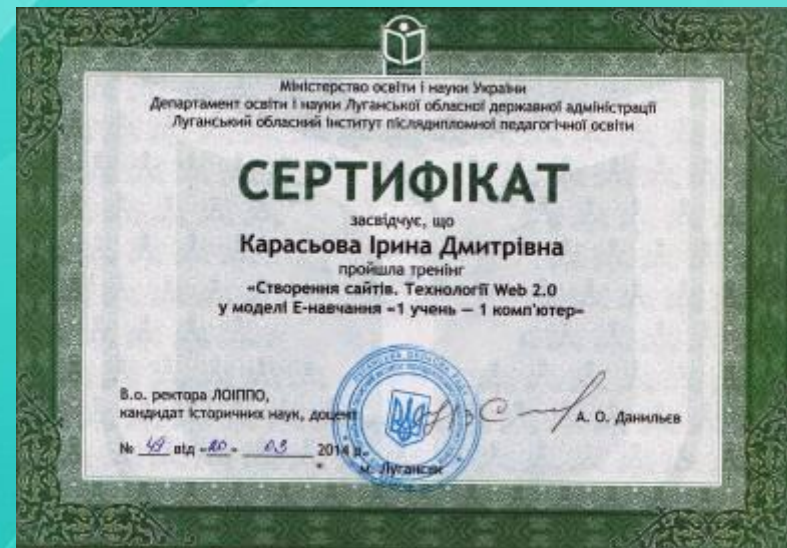 Міністерство освіти і науки України
Департамент освіти і науки Луганської обласної державної адміністрації
Луганський обласний інститут післядипломної педагогічної освіти
СЕРТИФІКАТ
засвідчує, що
Карасьова Ірина Дмитрівна
пройшла тренінг
«Створення сайтів. Технології Web 2.0
у моделі Е-навчання «1 учень — 1 комп'ютер»
В.о. ректора ЛОІППО,
кандидат історичних наук, доцент
А. О. Данильєв
№ 49 від «20» 03 2014 р.
м. Луганськ